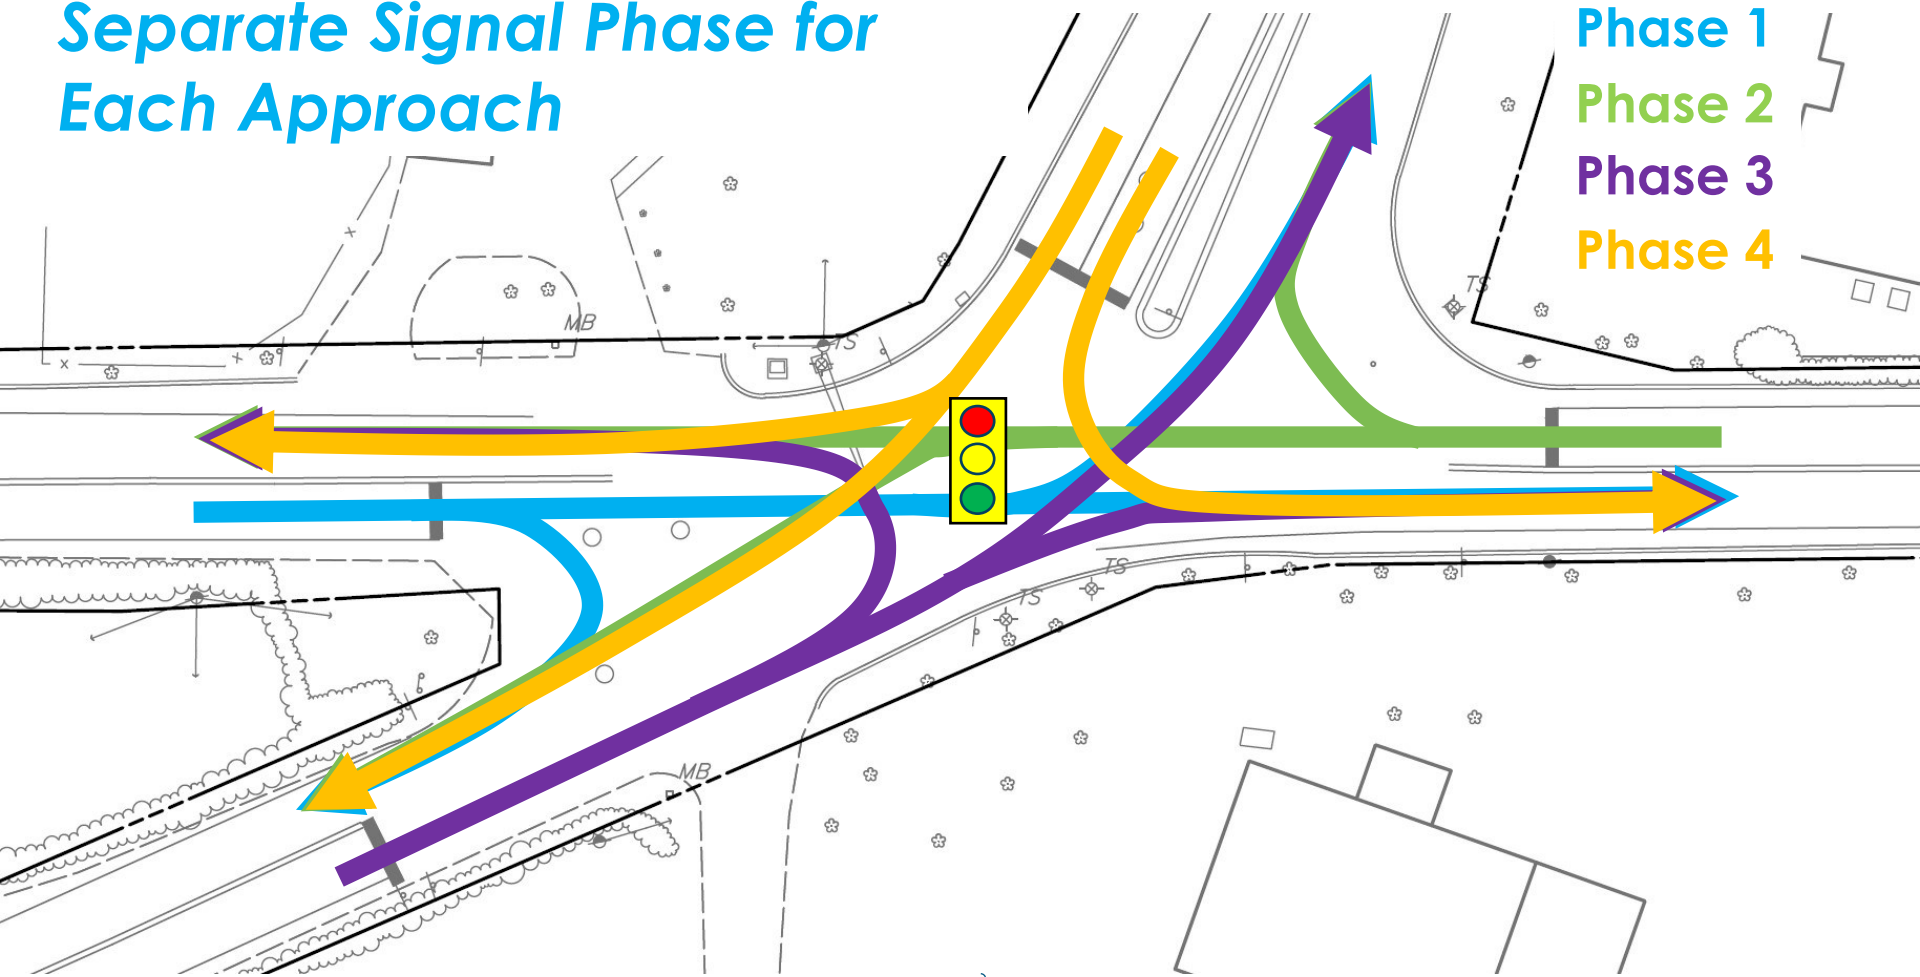 Separate Signal Phase for
Each Approach
Phase 1
Phase 2
Phase 3
Phase 4
TS
MB
TS
TS
TS
MB